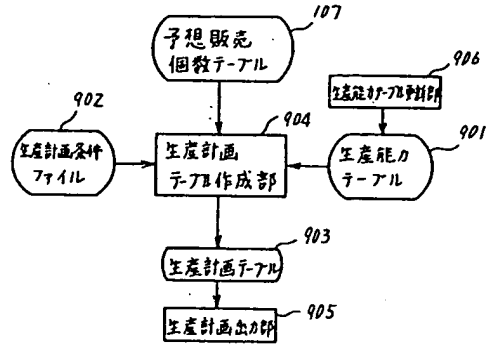 107
予想販売
個数テーブル
906
生産能力テーブル更新部
902
904
901
生産計画条件
ファイル
生産計画
テーブル作成部
生産能力
テーブル
903
生産計画テーブル
905
生産計画出力部